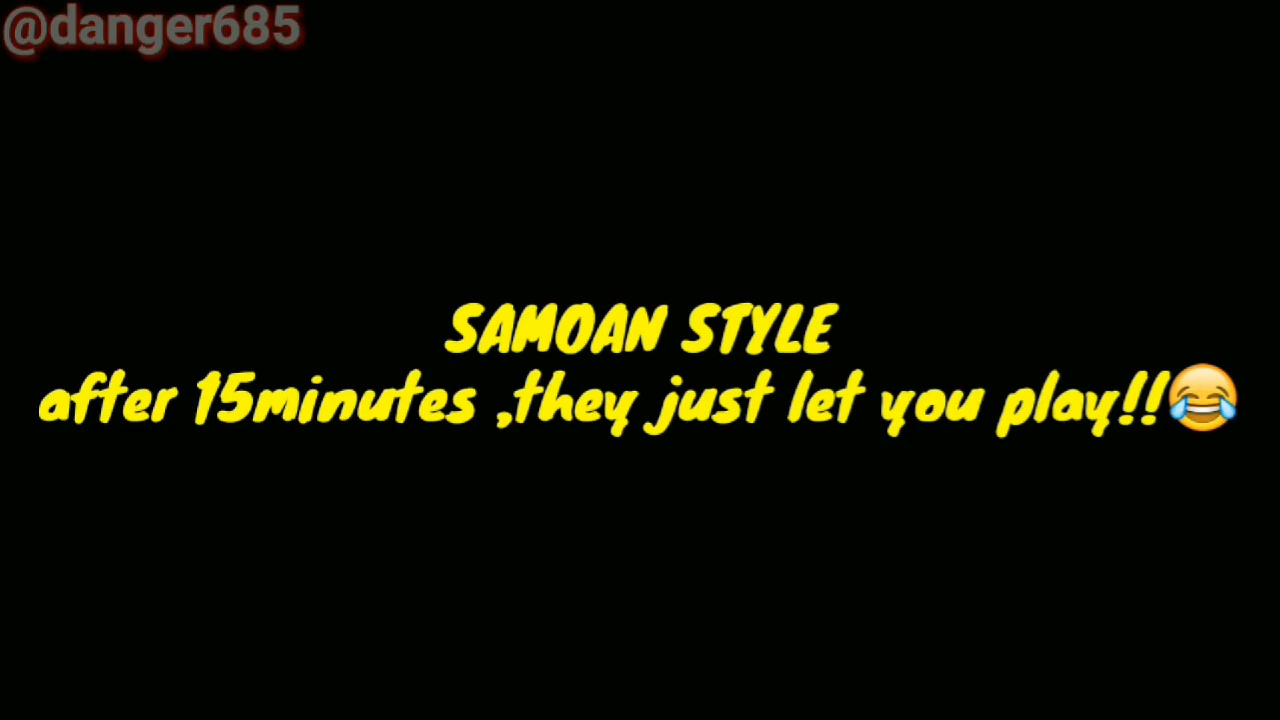 @danger685
SAMOAN STYLE
after 15minutes ,they just let you play!!😂